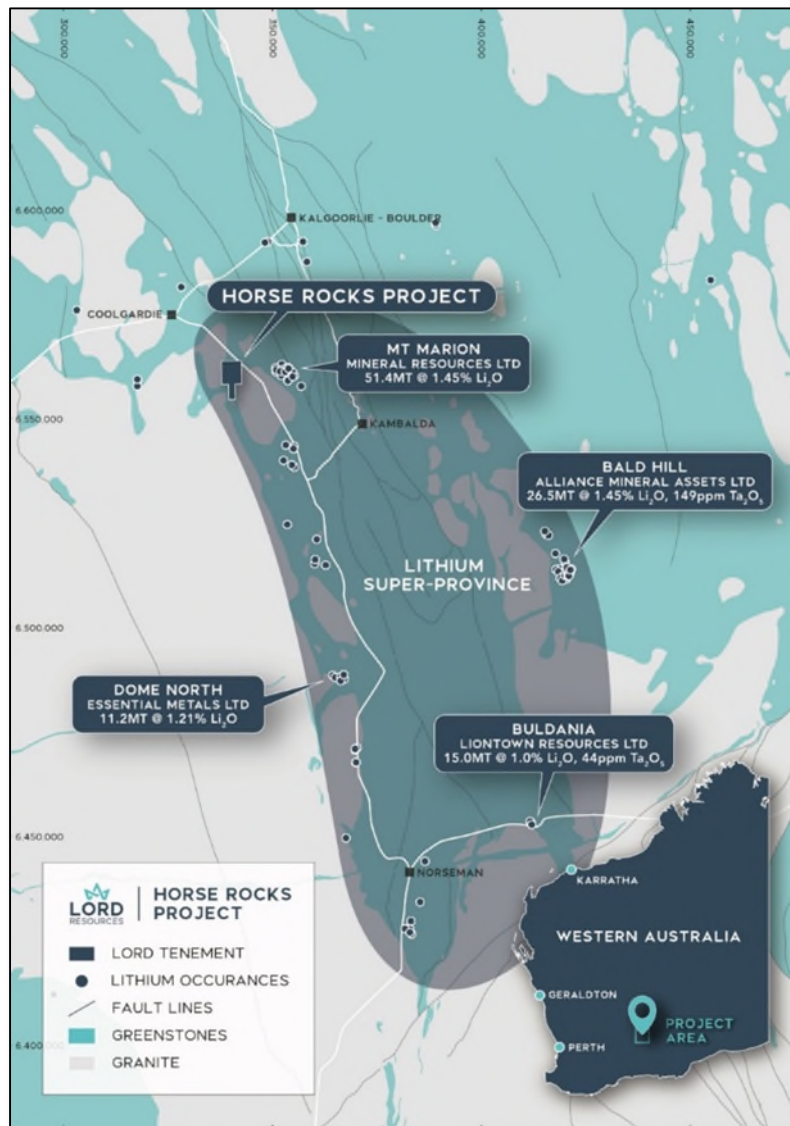 300,000
350,000
400,000
450,000
6,600,000
KALGOORLIE - BOULDER
HORSE ROCKS PROJECT
COOLGARDIE
MT MARION
MINERAL RESOURCES LTD
51.4MT @ 1.45% Li₂O
6,550,000
KAMBALDA
BALD HILL
ALLIANCE MINERAL ASSETS LTD
26.5MT @ 1.45% Li₂O, 149ppm Ta₂O₅
LITHIUM
SUPER-PROVINCE
6,500,000
DOME NORTH
ESSENTIAL METALS LTD
11.2MT @ 1.21% Li₂O
BULDANIA
LIONTOWN RESOURCES LTD
15.0MT @ 1.0% Li₂O, 44ppm Ta₂O₅
6,450,000
NORSEMAN
LORD
RESOURCES
HORSE ROCKS
PROJECT
LORD TENEMENT
LITHIUM OCCURANCES
FAULT LINES
GREENSTONES
GRANITE
6,400,000
KARRATHA
WESTERN AUSTRALIA
GERALDTON
PROJECT
AREA
PERTH